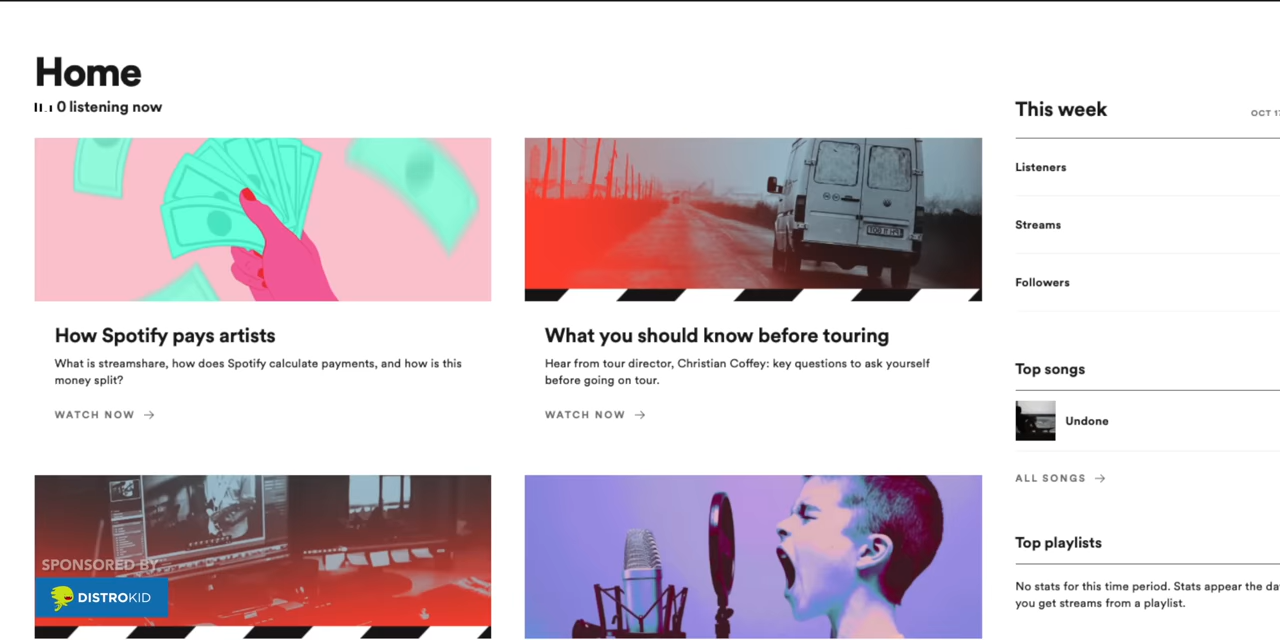 Home
0 listening now
This week
OCT 17
Listeners
Streams
Followers
How Spotify pays artists
What is streamshare, how does Spotify calculate payments, and how is this
money split?
WATCH NOW
What you should know before touring
Hear from tour director, Christian Coffey: key questions to ask yourself
before going on tour.
WATCH NOW
Top songs
Undone
ALL SONGS
Top playlists
No stats for this time period. Stats appear the da
you get streams from a playlist.
SPONSORED BY
DISTROKID